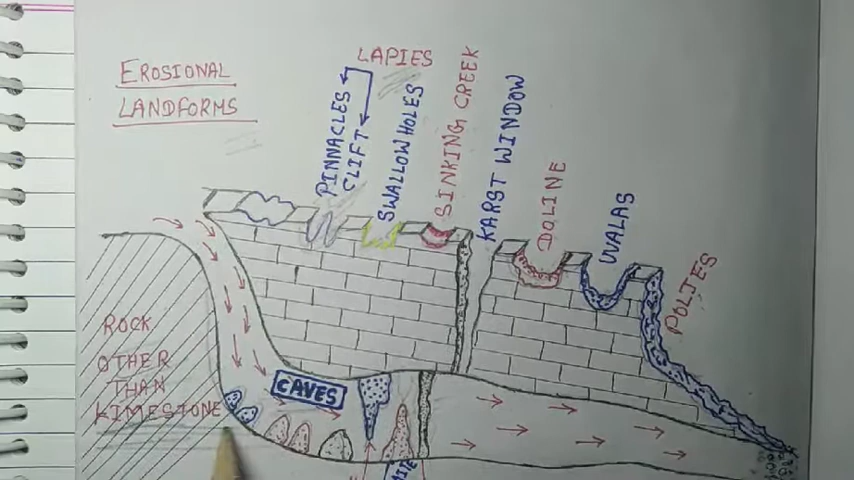 EROSIONAL
LANDFORMS
LAPIES
PINNACLES
CLIFT
SWALLOW HOLES
SINKING CREEK
KARST WINDOW
DOLINE
UVALAS
POLJES
ROCK
OTHER
THAN
LIMESTONE
CAVES